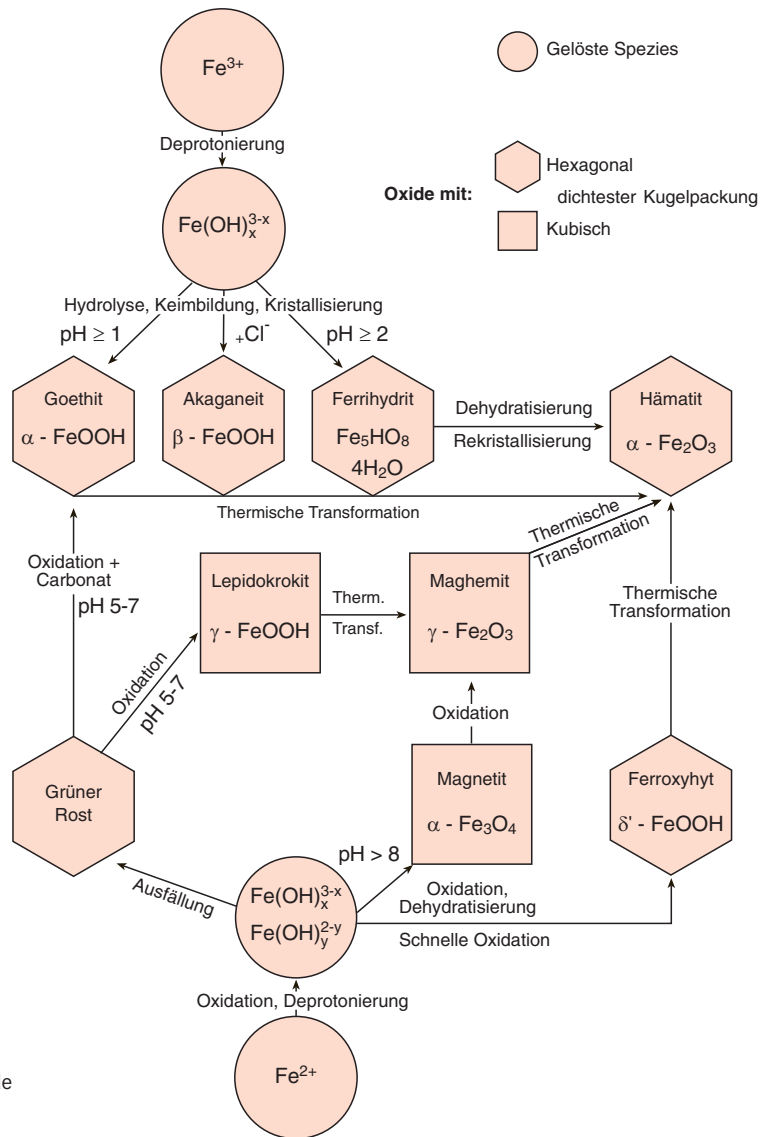 Fe3+
Gelöste Spezies
Deprotonierung
Hexagonal
Oxide mit:
dichtester Kugelpackung
Kubisch
Fe(OH)x3-x
Hydrolyse, Keimbildung, Kristallisierung
pH ≥ 1
+Cl-
pH ≥ 2
Goethit
α - FeOOH
Akaganeit
β - FeOOH
Ferrihydrit
Fe5HO8
4H2O
Dehydratisierung
Rekristallisierung
Hämatit
α - Fe2O3
Thermische Transformation
Thermische
Transformation
Oxidation +
Carbonat
pH 5-7
Lepidokrokit
γ - FeOOH
Therm.
Transf.
Maghemit
γ - Fe2O3
Thermische
Transformation
Oxidation
pH 5-7
Oxidation
Grüner
Rost
Magnetit
α - Fe3O4
Ferroxyhyt
δ' - FeOOH
pH > 8
Ausfällung
Fe(OH)x3-x
Fe(OH)y2-y
Oxidation,
Dehydratisierung
Schnelle Oxidation
Oxidation, Deprotonierung
Fe2+